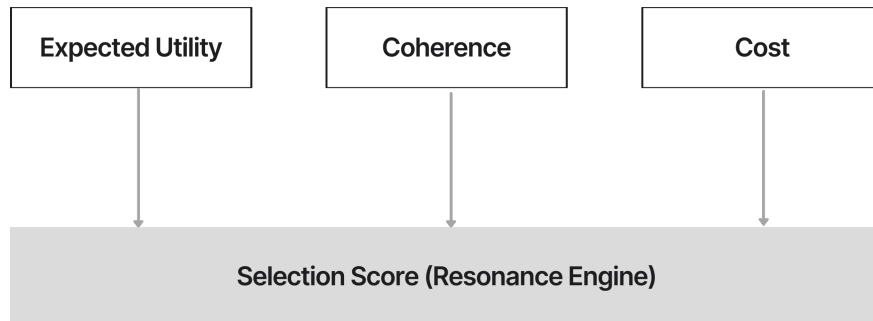 Expected Utility
Coherence
Cost
Selection Score (Resonance Engine)